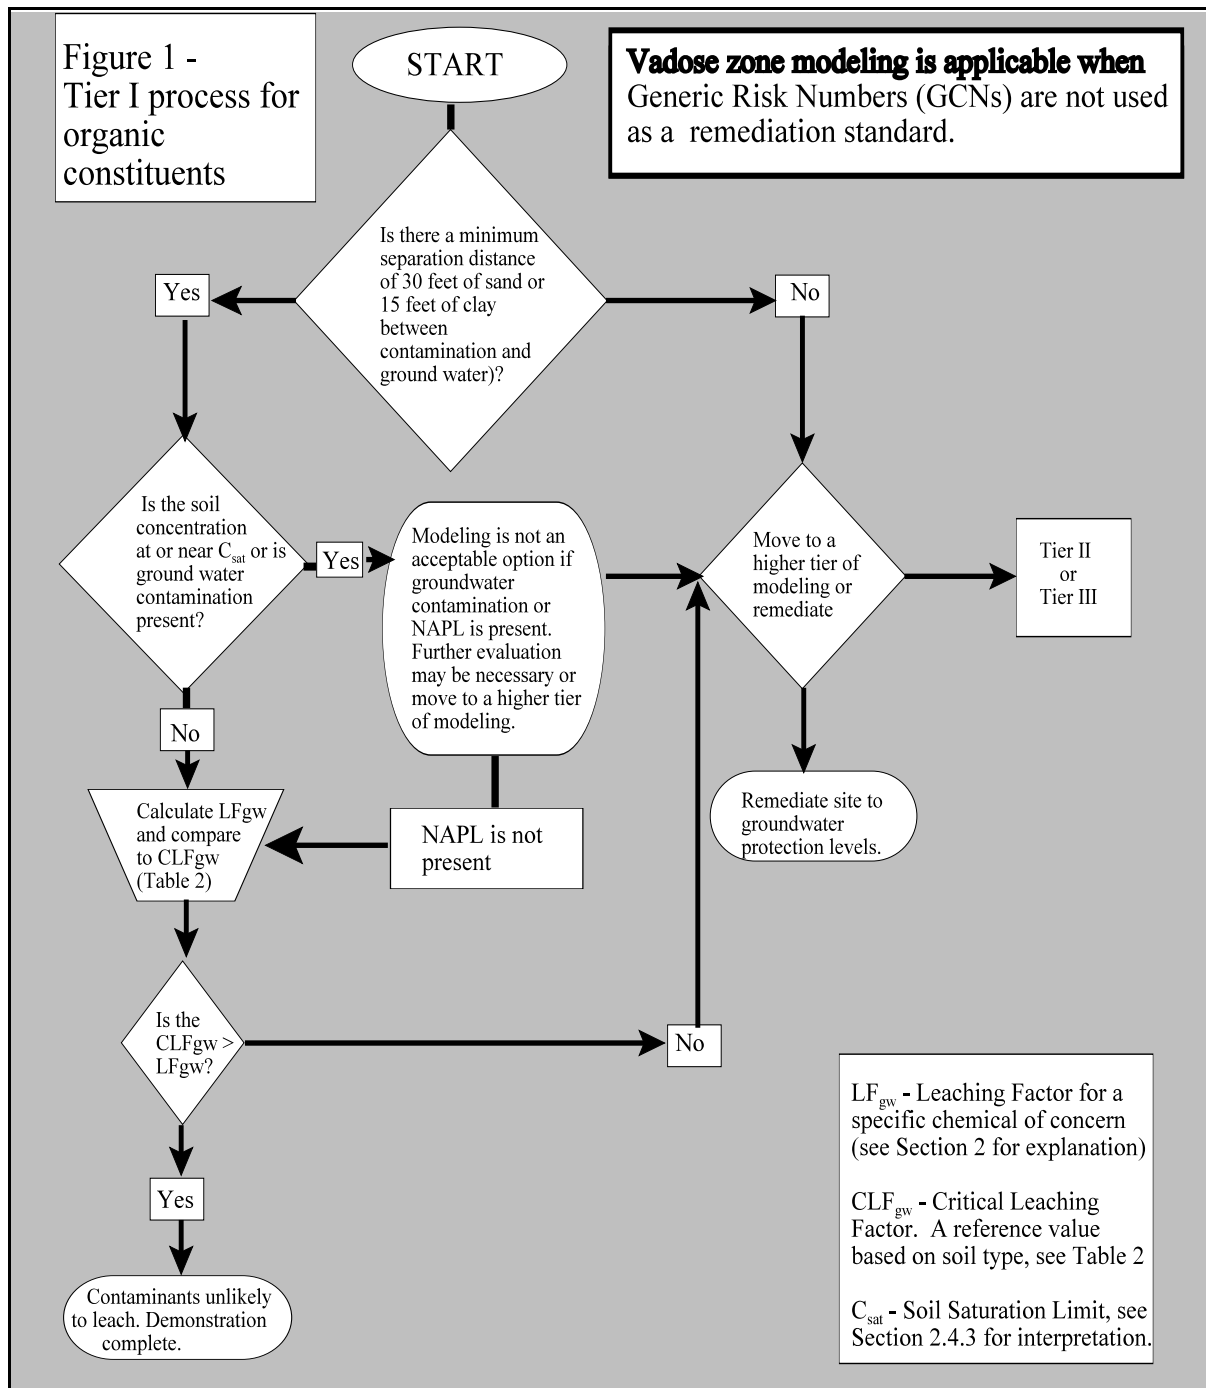 Figure 1 -
Tier I process for
organic
constituents
START
Vadose zone modeling is applicable when
Generic Risk Numbers (GCNs) are not used
as a remediation standard.
Is there a minimum
separation distance
of 30 feet of sand or
15 feet of clay
between
contamination and
ground water)?
Yes
No
Is the soil
concentration
at or near Csat or is
ground water
contamination
present?
Yes
Modeling is not an
acceptable option if
groundwater
contamination or
NAPL is present.
Further evaluation
may be necessary or
move to a higher tier
of modeling.
Move to a
higher tier of
modeling or
remediate
Tier II
or
Tier III
No
Calculate LFgw
and compare
to CLFgw
(Table 2)
NAPL is not
present
Remediate site to
groundwater
protection levels.
Is the
CLFgw >
LFgw?
No
Yes
Contaminants unlikely
to leach. Demonstration
complete.
LFgw - Leaching Factor for a
specific chemical of concern
(see Section 2 for explanation)
CLFgw - Critical Leaching
Factor. A reference value
based on soil type, see Table 2
Csat - Soil Saturation Limit, see
Section 2.4.3 for interpretation.